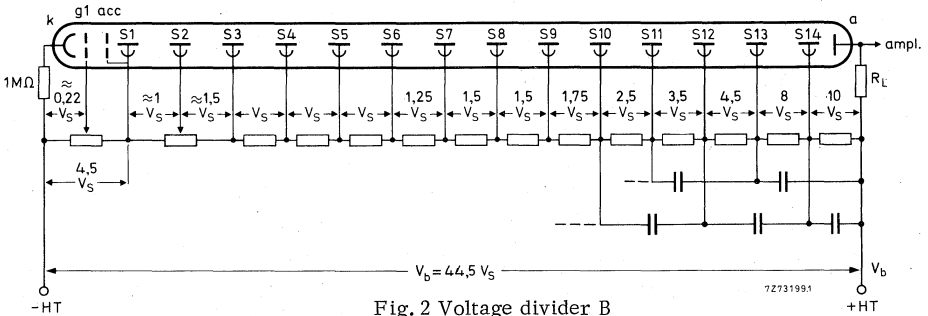 k g1 acc a
S1 S2 S3 S4 S5 S6 S7 S8 S9 S10 S11 S12 S13 S14
ampl.
1MΩ
RL
≈ 0,22 VS
≈1 VS
≈1,5 VS
VS
VS
VS
1,25 VS
1,5 VS
1,5 VS
1,75 VS
2,5 VS
3,5 VS
4,5 VS
8 VS
10 VS
4,5 VS
Vb = 44,5 VS
Vb
7Z73199.1
-HT
+HT
Fig. 2 Voltage divider B